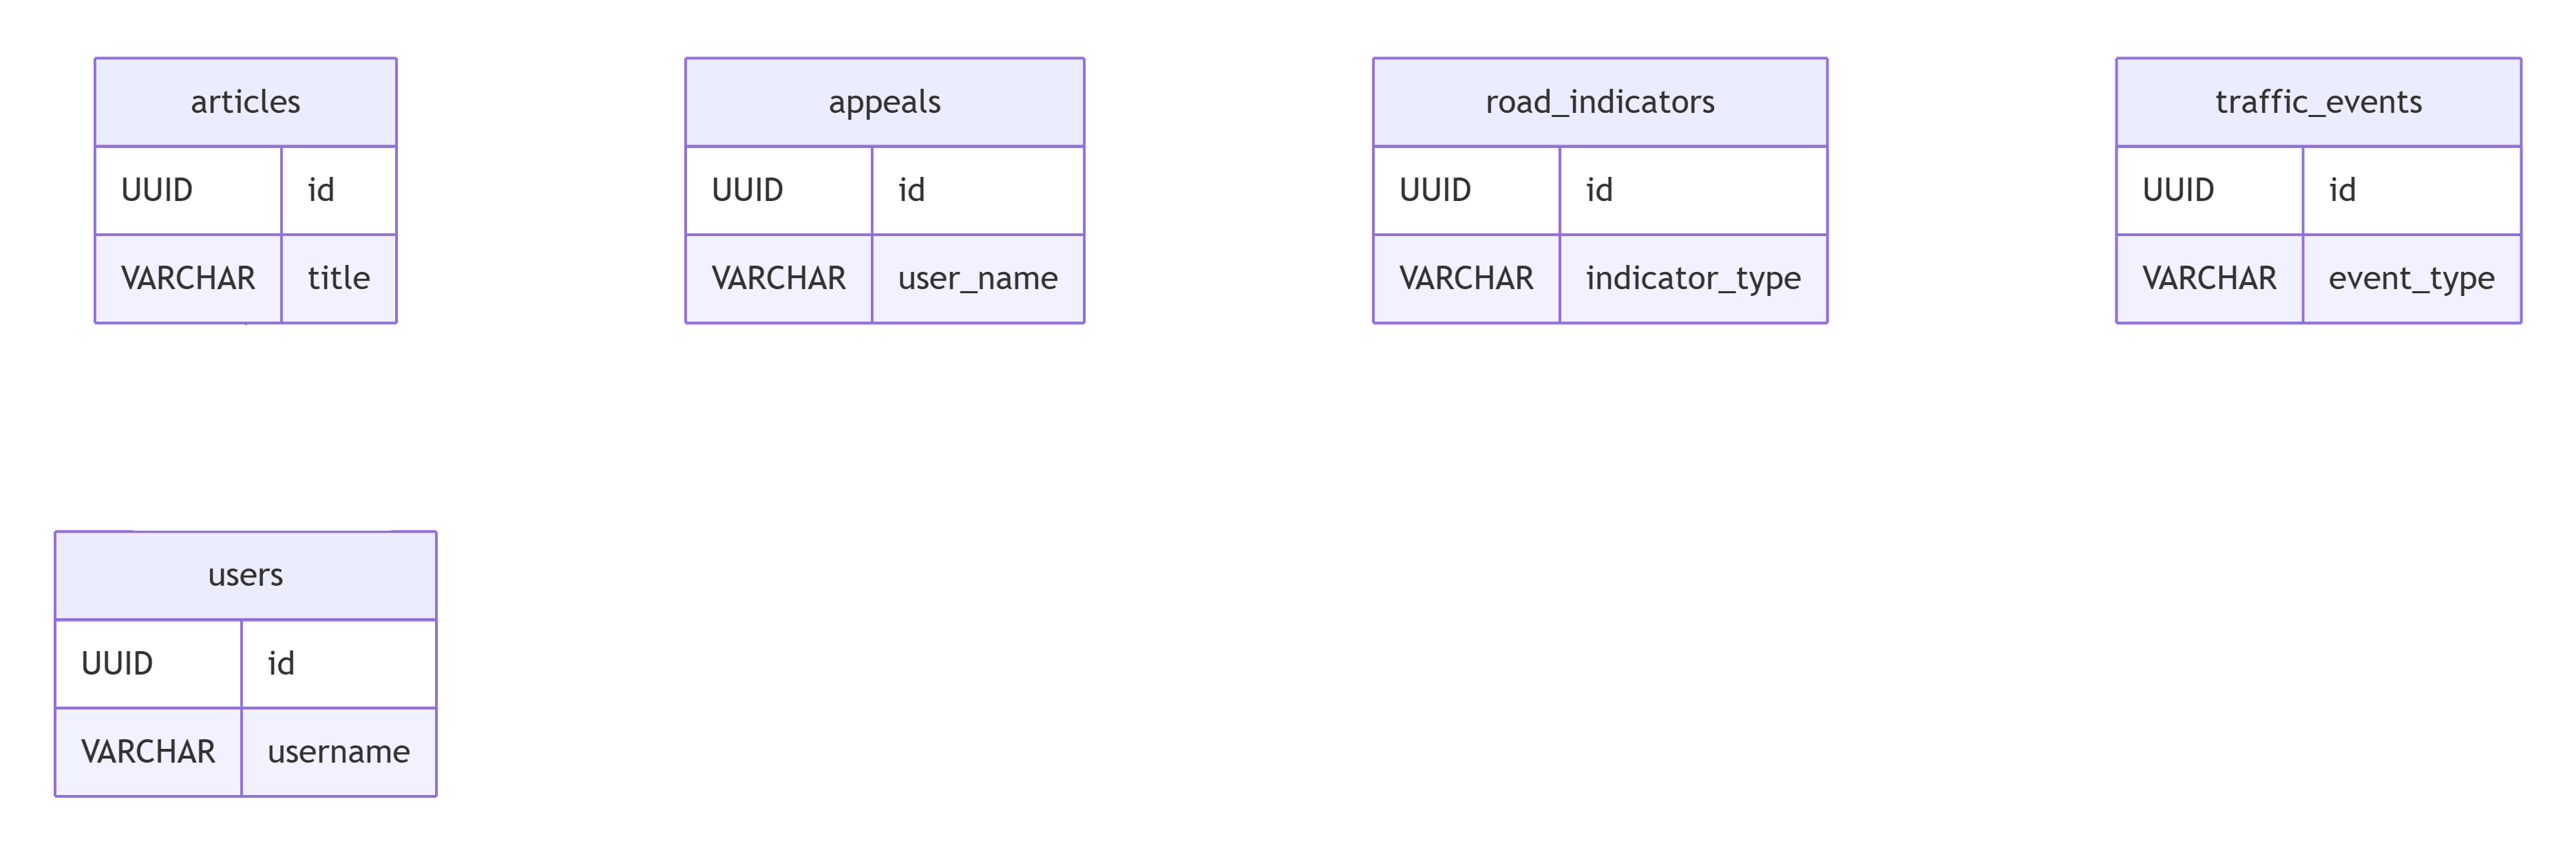 articles
UUID id
VARCHAR title
appeals
UUID id
VARCHAR user_name
road_indicators
UUID id
VARCHAR indicator_type
traffic_events
UUID id
VARCHAR event_type
users
UUID id
VARCHAR username